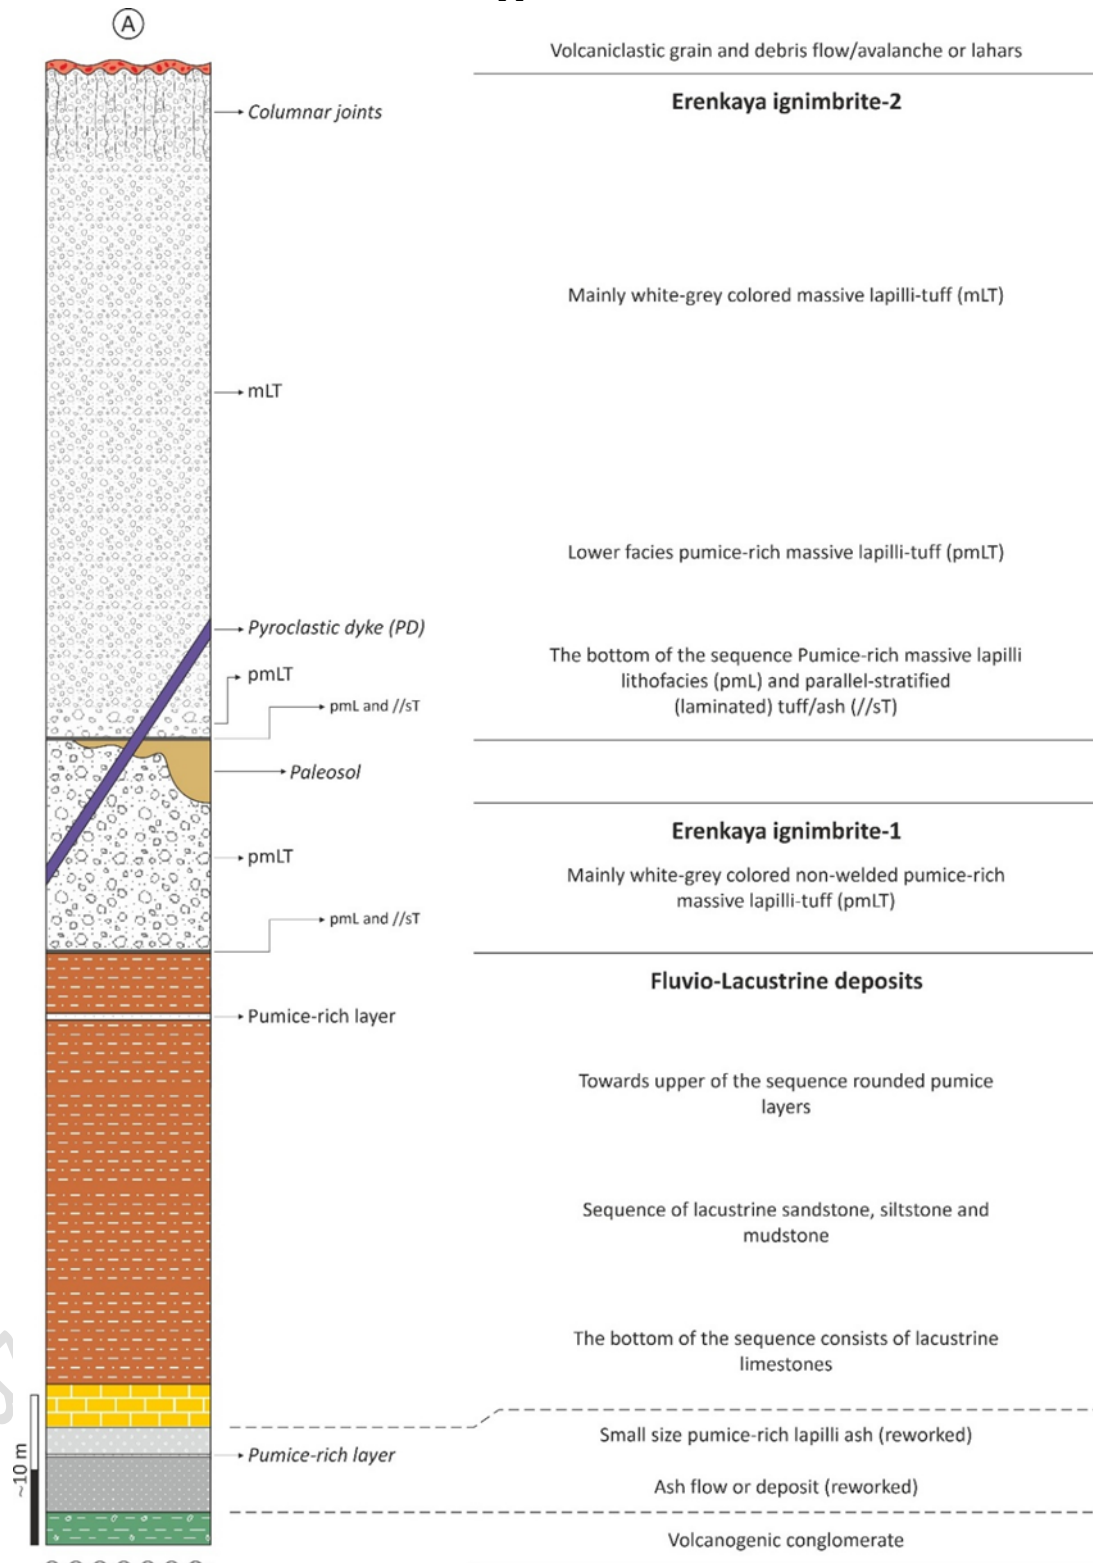 A
Volcaniclastic grain and debris flow/avalanche or lahars
Erenkaya ignimbrite-2
Columnar joints
Mainly white-grey colored massive lapilli-tuff (mLT)
mLT
Lower facies pumice-rich massive lapilli-tuff (pmLT)
Pyroclastic dyke (PD)
The bottom of the sequence Pumice-rich massive lapilli
lithofacies (pmL) and parallel-stratified
(laminated) tuff/ash (//sT)
pmLT
pmL and //sT
Paleosol
Erenkaya ignimbrite-1
pmLT
Mainly white-grey colored non-welded pumice-rich
massive lapilli-tuff (pmLT)
pmL and //sT
Fluvio-Lacustrine deposits
Pumice-rich layer
Towards upper of the sequence rounded pumice
layers
Sequence of lacustrine sandstone, siltstone and
mudstone
The bottom of the sequence consists of lacustrine
limestones
Small size pumice-rich lapilli ash (reworked)
Pumice-rich layer
Ash flow or deposit (reworked)
~10 m
Volcanogenic conglomerate